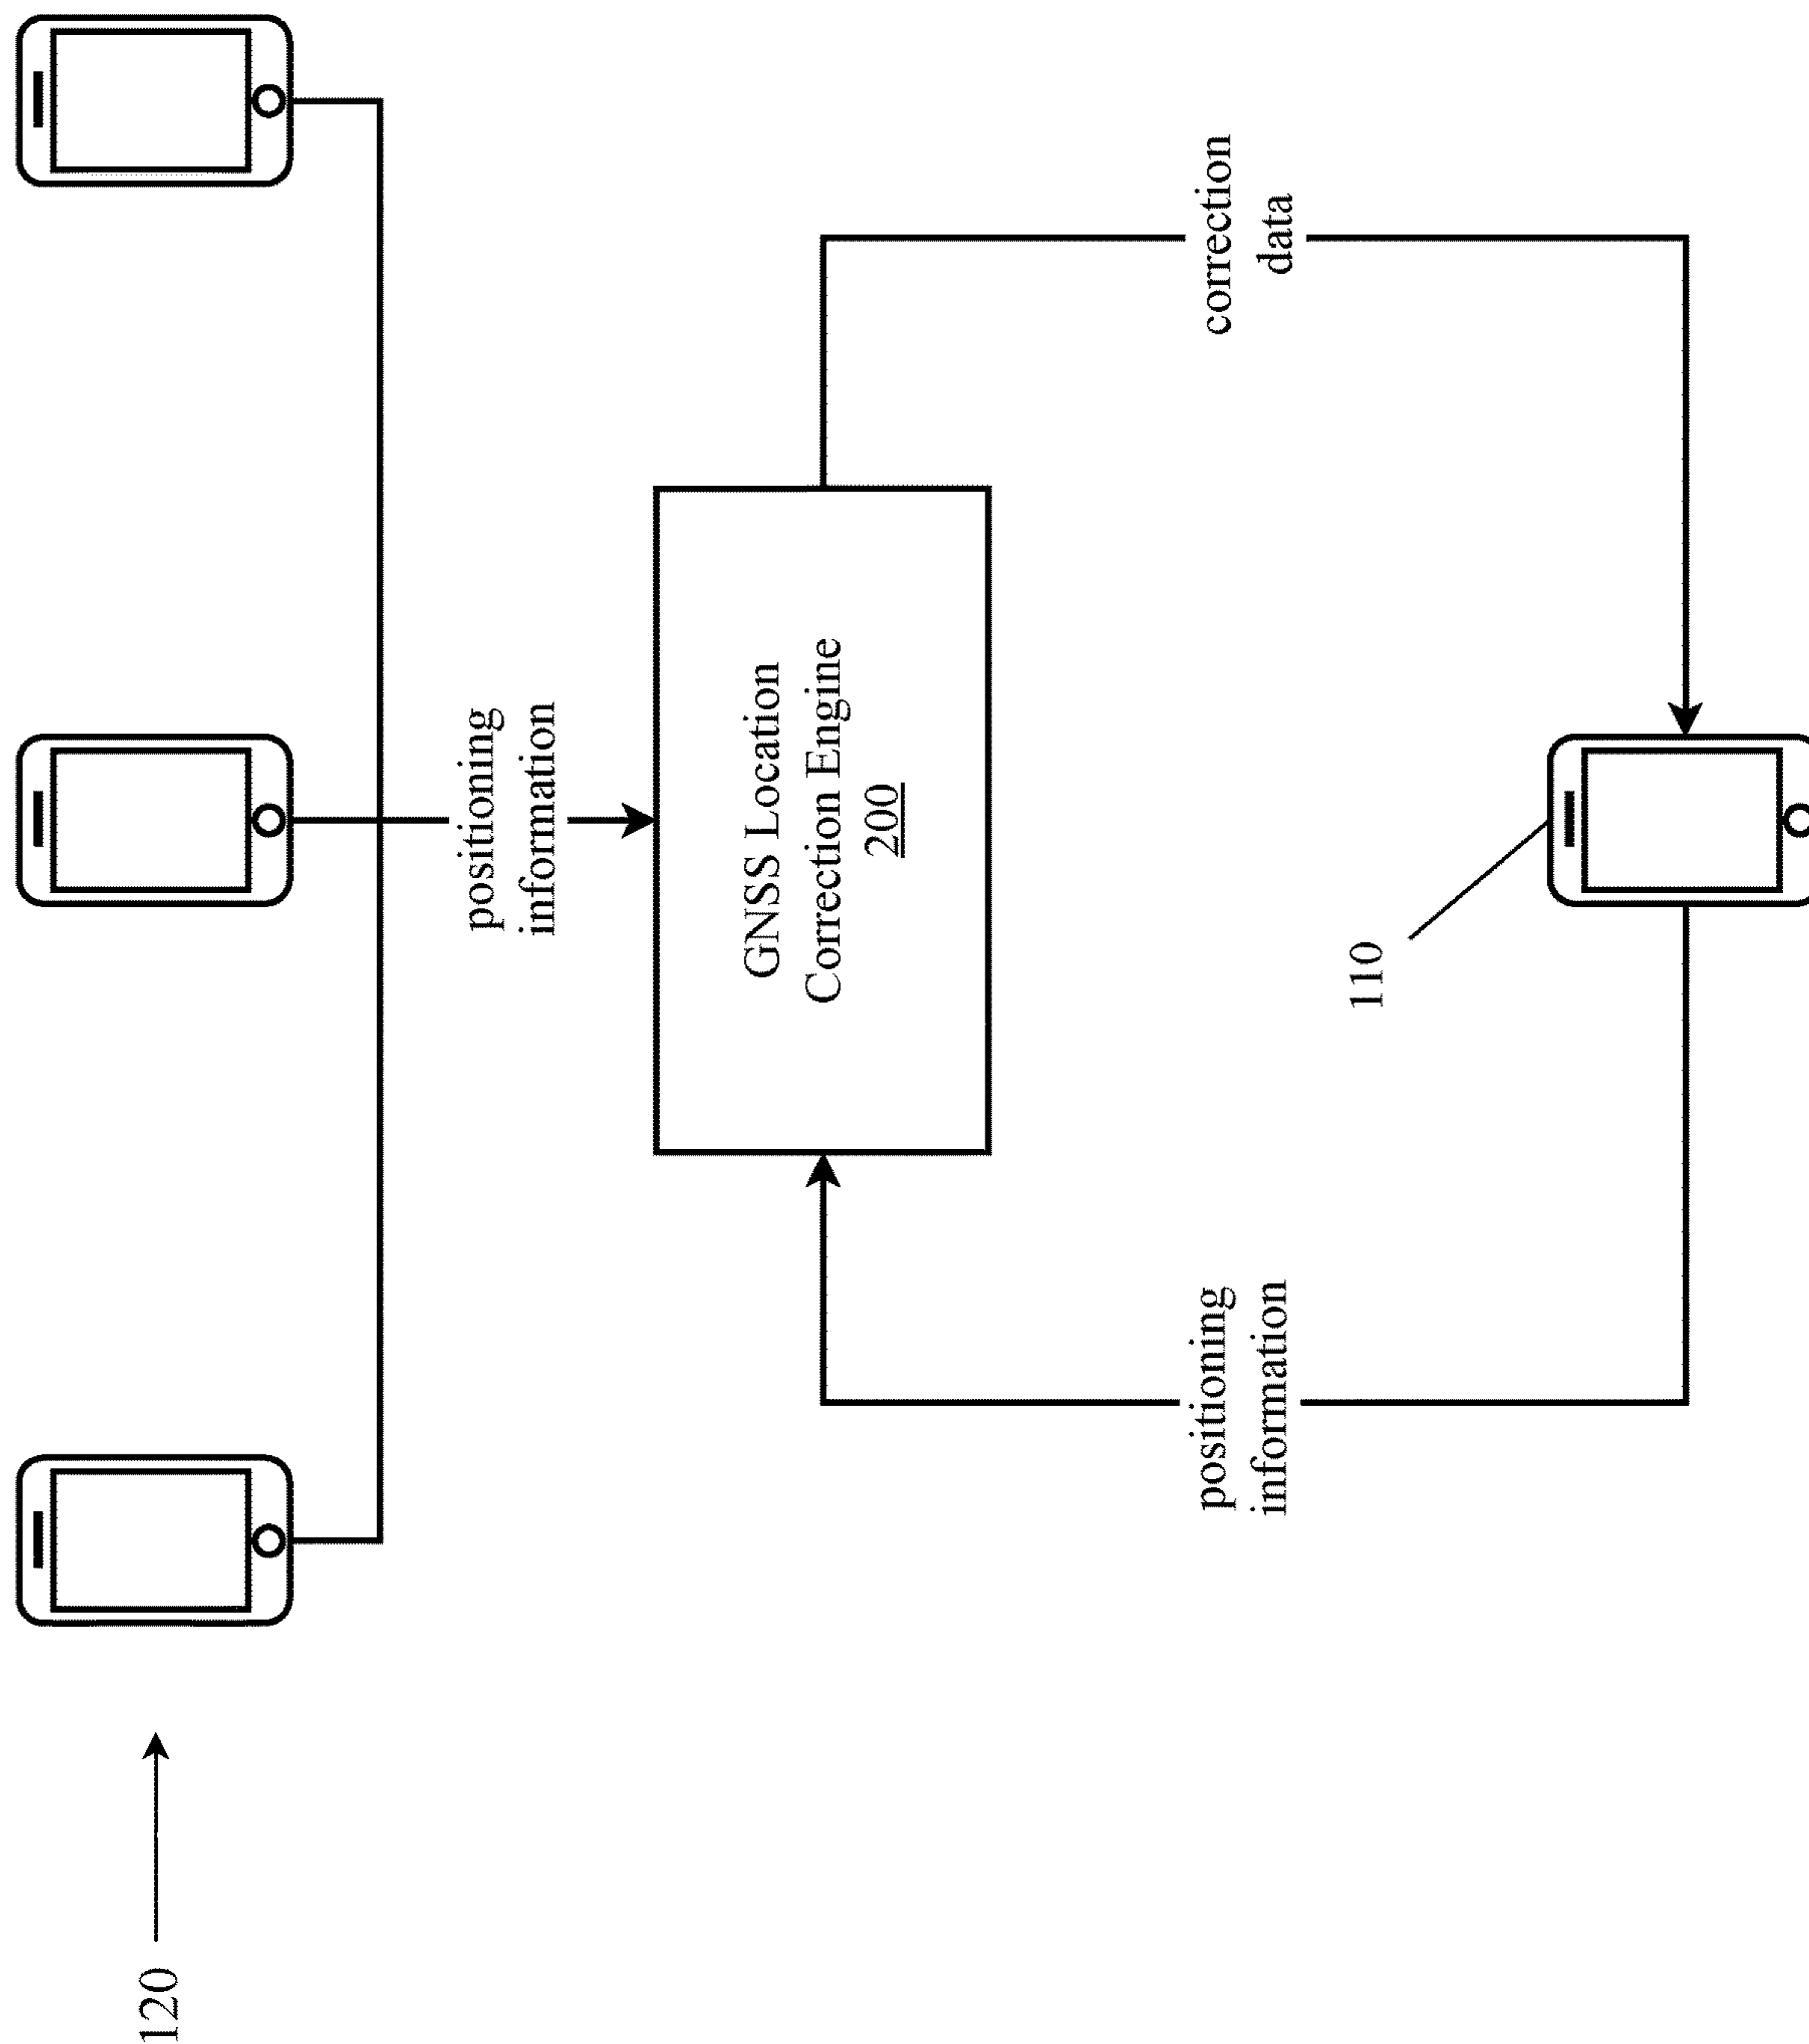 120
positioning
information
GNSS Location
Correction Engine
200
positioning
information
correction
data
110